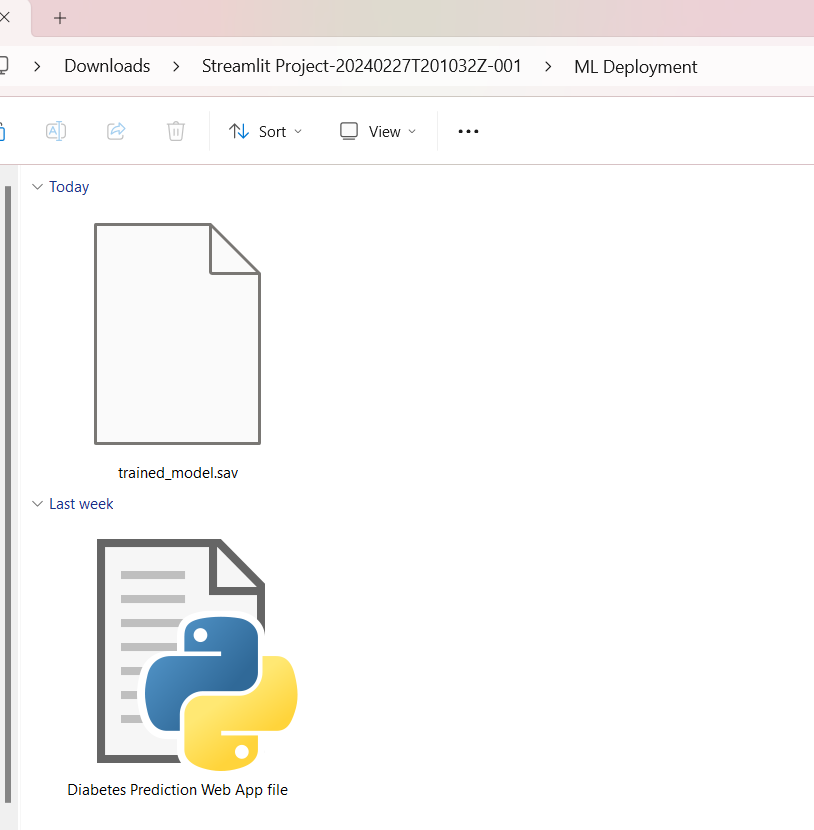 Downloads > Streamlit Project-20240227T201032Z-001 > ML Deployment
Sort View
Today
trained_model.sav
Last week
Diabetes Prediction Web App file